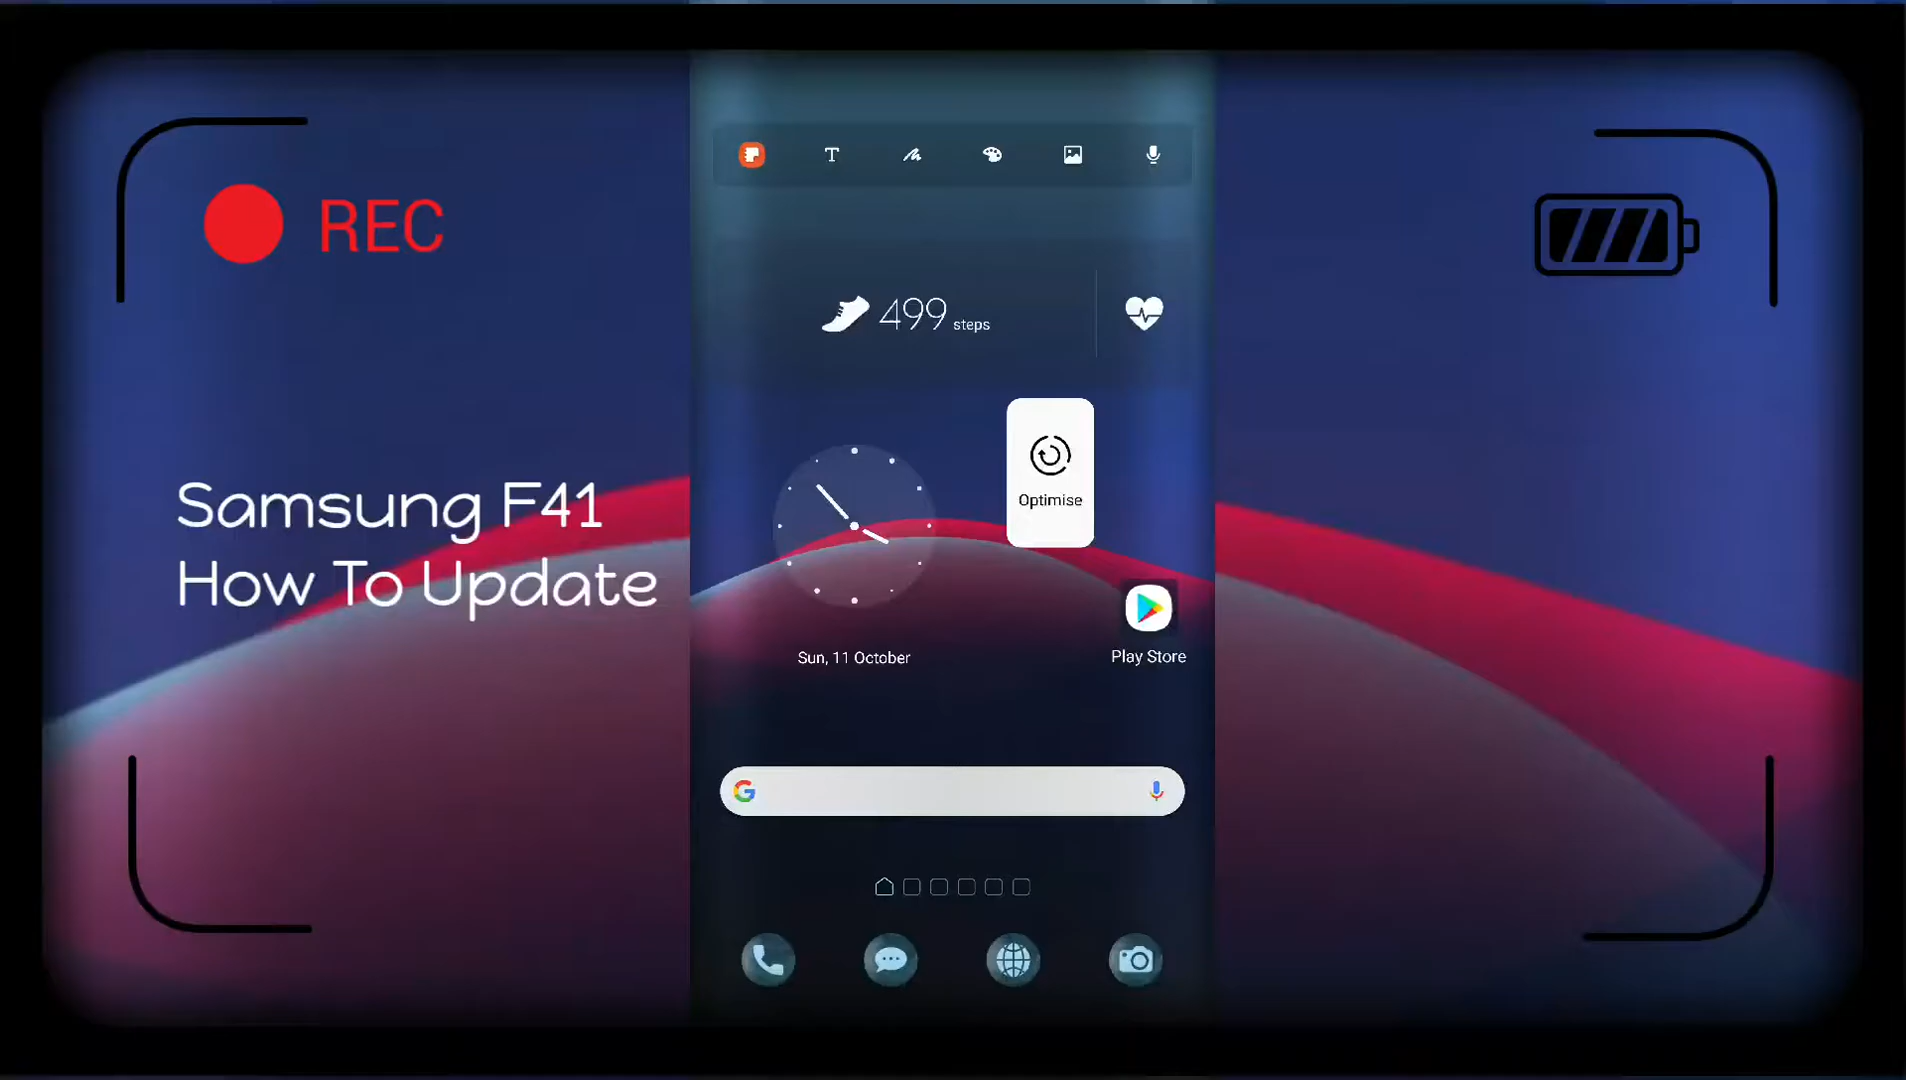 REC
499 steps
Samsung F41
How To Update
Optimise
Sun, 11 October
Play Store